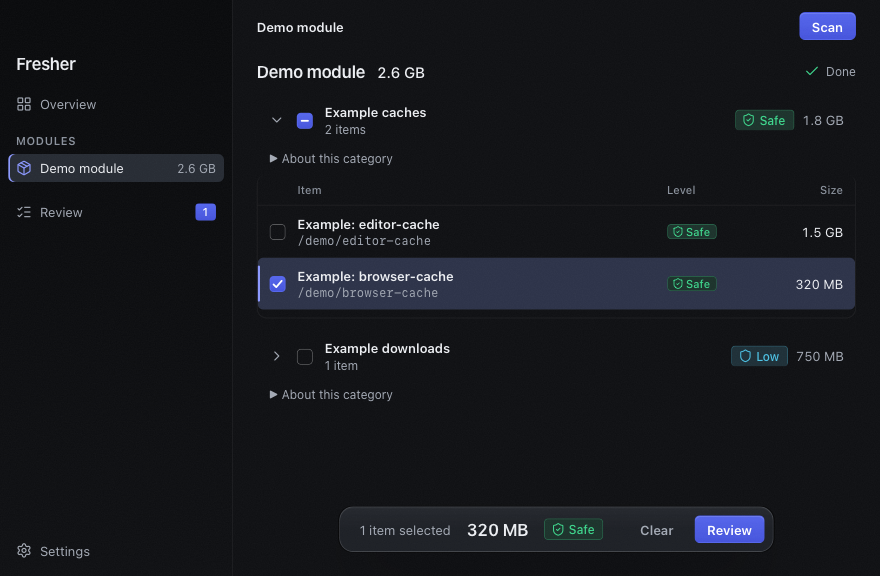 Fresher
Overview
MODULES
Demo module 2.6 GB
Review 1
Settings
Demo module
Scan
Demo module 2.6 GB
Done
Example caches
2 items
Safe 1.8 GB
About this category
Item Level Size
Example: editor-cache
/demo/editor-cache
Safe
1.5 GB
Example: browser-cache
/demo/browser-cache
Safe
320 MB
Example downloads
1 item
Low 750 MB
About this category
1 item selected 320 MB Safe Clear Review